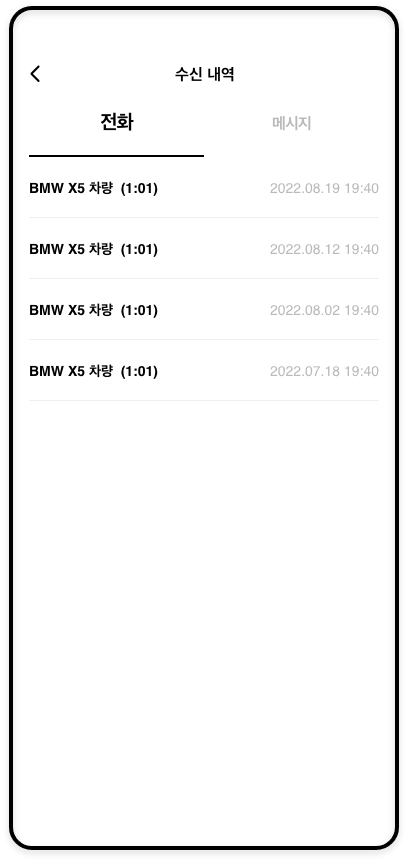 수신 내역
전화 메시지
BMW X5 차량 (1:01) 2022.08.19 19:40
BMW X5 차량 (1:01) 2022.08.12 19:40
BMW X5 차량 (1:01) 2022.08.02 19:40
BMW X5 차량 (1:01) 2022.07.18 19:40